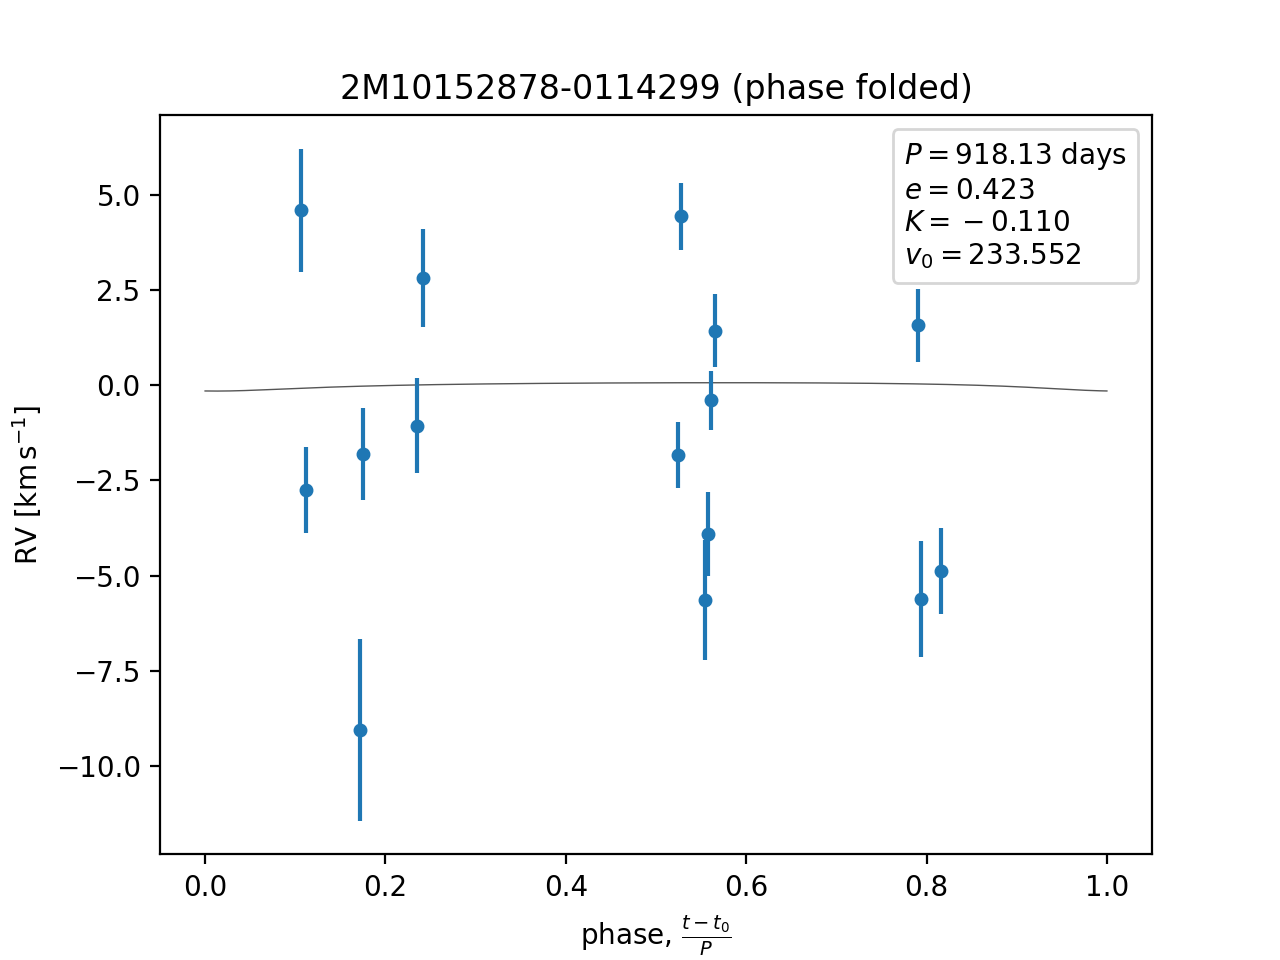 2M10152878-0114299 (phase folded)
P = 918.13 days
e = 0.423
K = −0.110
v₀ = 233.552
RV [km s⁻¹]
5.0
2.5
0.0
−2.5
−5.0
−7.5
−10.0
0.0 0.2 0.4 0.6 0.8 1.0
phase, (t − t₀)/P